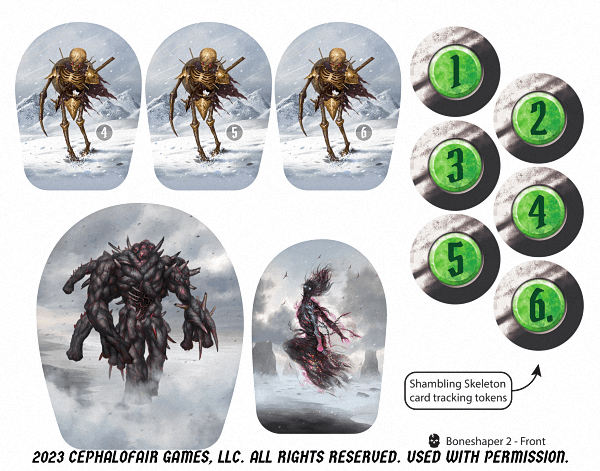 4
5
6
1
2
3
4
5
6.
Shambling Skeleton
card tracking tokens
Boneshaper 2 - Front
2023 CEPHALOFAIR GAMES, LLC. ALL RIGHTS RESERVED. USED WITH PERMISSION.